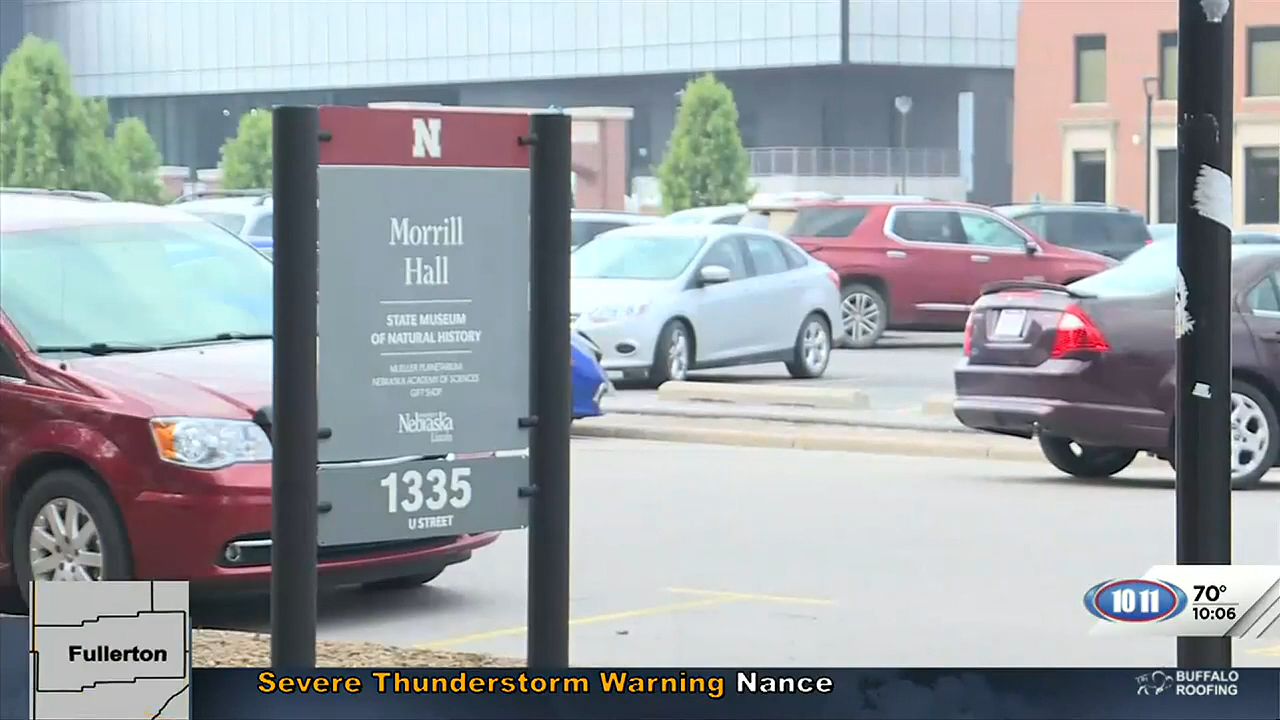 N
Morrill
Hall
STATE MUSEUM
OF NATURAL HISTORY
MUELLER PLANETARIUM
NEBRASKA ACADEMY OF SCIENCES
GIFT SHOP
Nebraska
Lincoln
1335
U STREET
10 11
70°
10:06
Fullerton
Severe Thunderstorm Warning Nance
BUFFALO
ROOFING